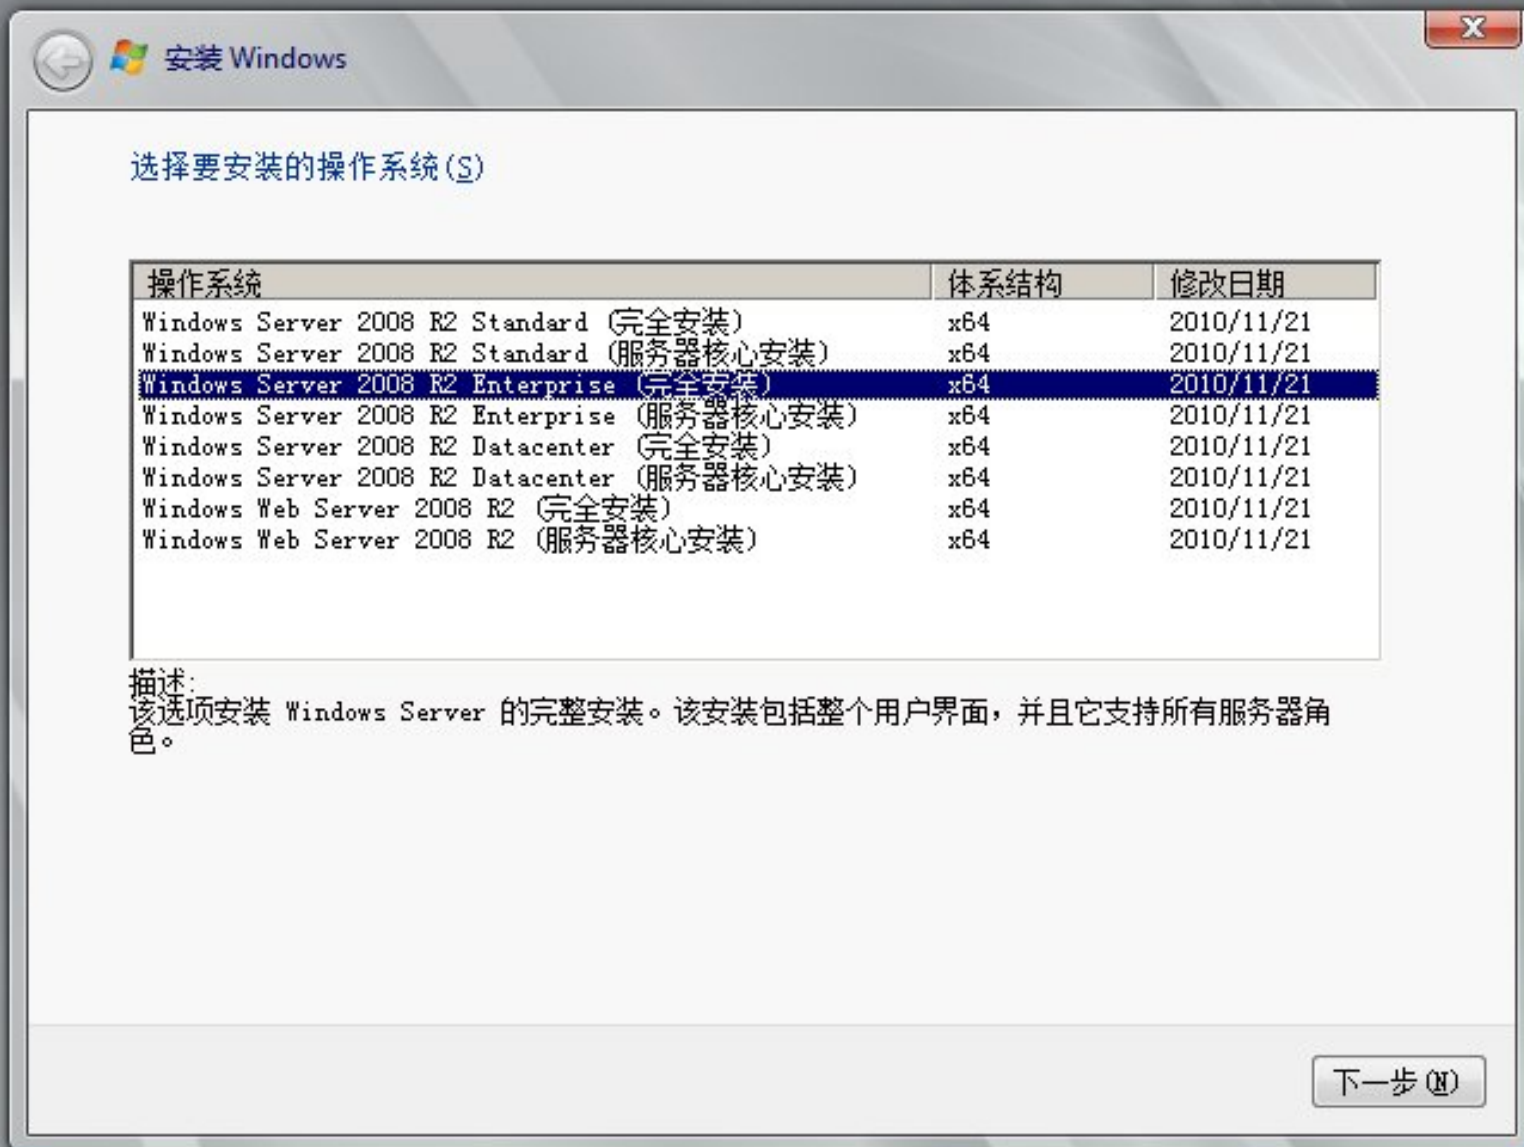 安装 Windows
选择要安装的操作系统(S)
操作系统 体系结构 修改日期
Windows Server 2008 R2 Standard (完全安装) x64 2010/11/21
Windows Server 2008 R2 Standard (服务器核心安装) x64 2010/11/21
Windows Server 2008 R2 Enterprise (完全安装) x64 2010/11/21
Windows Server 2008 R2 Enterprise (服务器核心安装) x64 2010/11/21
Windows Server 2008 R2 Datacenter (完全安装) x64 2010/11/21
Windows Server 2008 R2 Datacenter (服务器核心安装) x64 2010/11/21
Windows Web Server 2008 R2 (完全安装) x64 2010/11/21
Windows Web Server 2008 R2 (服务器核心安装) x64 2010/11/21
描述:
该选项安装 Windows Server 的完整安装。该安装包括整个用户界面，并且它支持所有服务器角
色。
下一步(N)